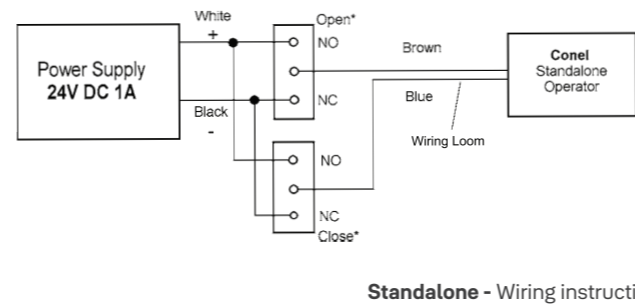 White
+
Open*
NO
Brown
Conel
Standalone
Operator
Power Supply
24V DC 1A
NC
Blue
Black
-
Wiring Loom
NO
NC
Close*
Standalone - Wiring instructi